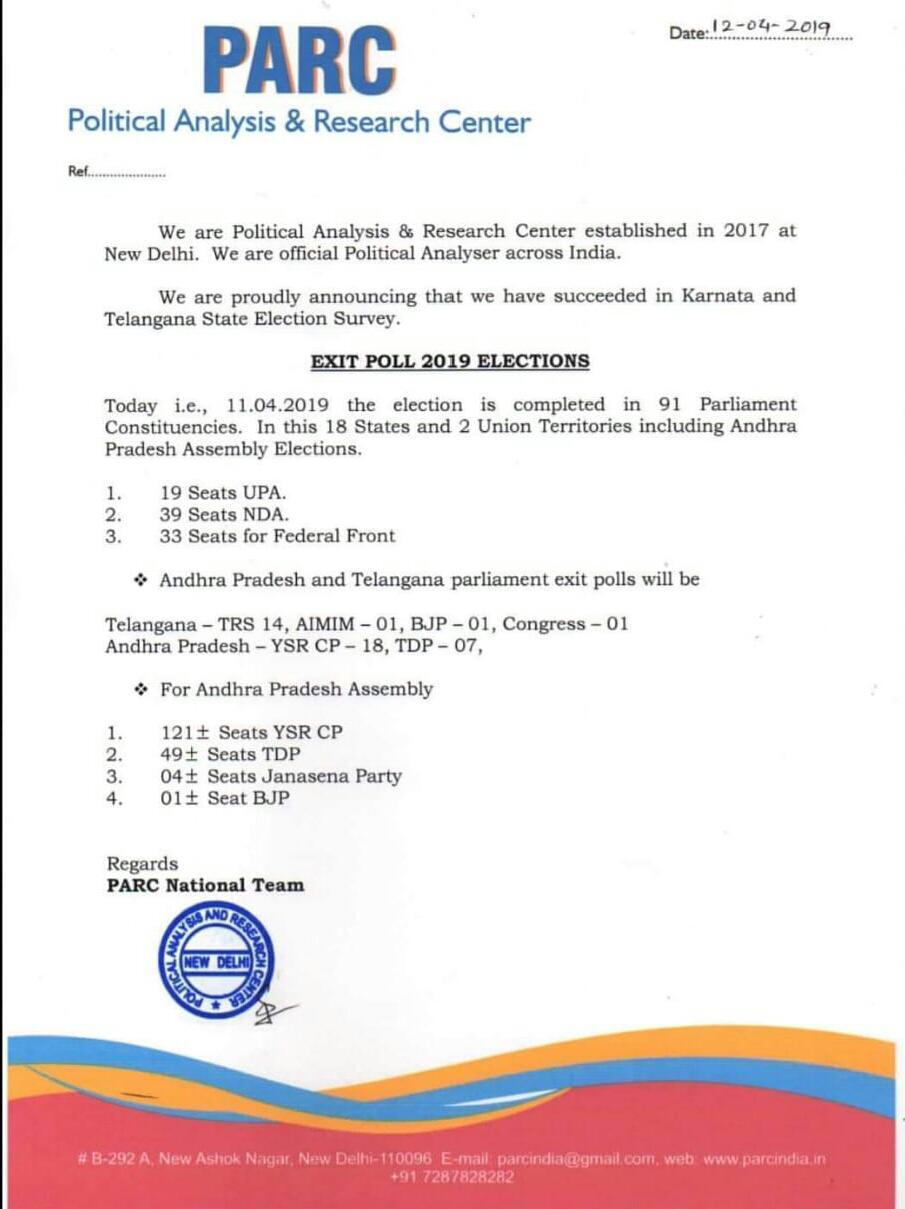 PARC
Date: 12-04-2019
Political Analysis & Research Center
Ref......................
We are Political Analysis & Research Center established in 2017 at
New Delhi. We are official Political Analyser across India.
We are proudly announcing that we have succeeded in Karnata and
Telangana State Election Survey.
EXIT POLL 2019 ELECTIONS
Today i.e., 11.04.2019 the election is completed in 91 Parliament
Constituencies. In this 18 States and 2 Union Territories including Andhra
Pradesh Assembly Elections.
1. 19 Seats UPA.
2. 39 Seats NDA.
3. 33 Seats for Federal Front
❖ Andhra Pradesh and Telangana parliament exit polls will be
Telangana – TRS 14, AIMIM – 01, BJP – 01, Congress – 01
Andhra Pradesh – YSR CP – 18, TDP – 07,
❖ For Andhra Pradesh Assembly
1. 121± Seats YSR CP
2. 49± Seats TDP
3. 04± Seats Janasena Party
4. 01± Seat BJP
Regards
PARC National Team
POLITICAL ANALYSIS AND RESEARCH CENTER
NEW DELHI
# B-292 A, New Ashok Nagar, New Delhi-110096 E-mail: parcindia@gmail.com, web: www.parcindia.in
+91 7287828282